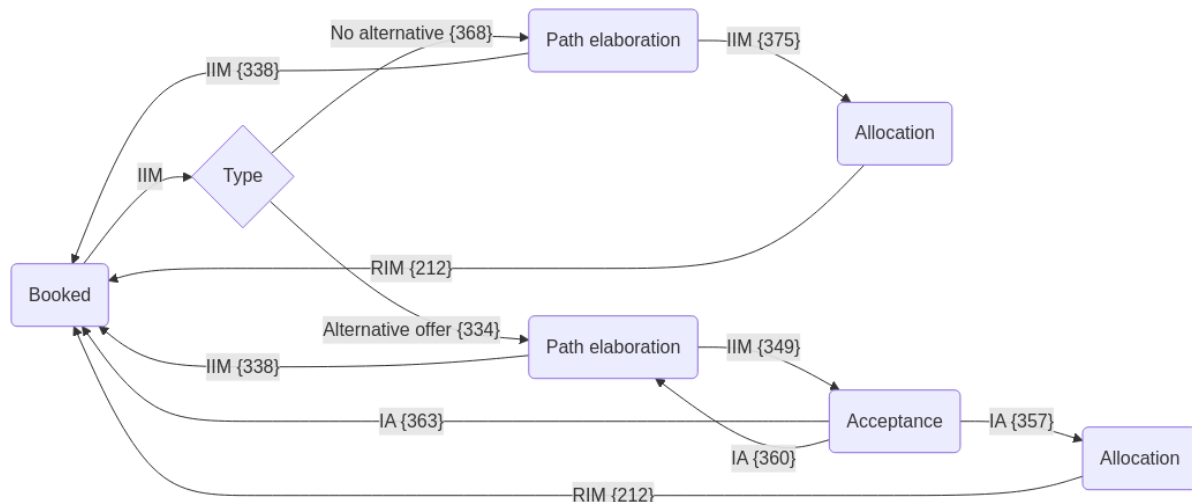 No alternative {368}
Path elaboration
IIM {375}
IIM {338}
Allocation
IIM
Type
RIM {212}
Booked
Alternative offer {334}
Path elaboration
IIM {349}
IIM {338}
IA {363}
Acceptance
IA {357}
IA {360}
Allocation
RIM {212}